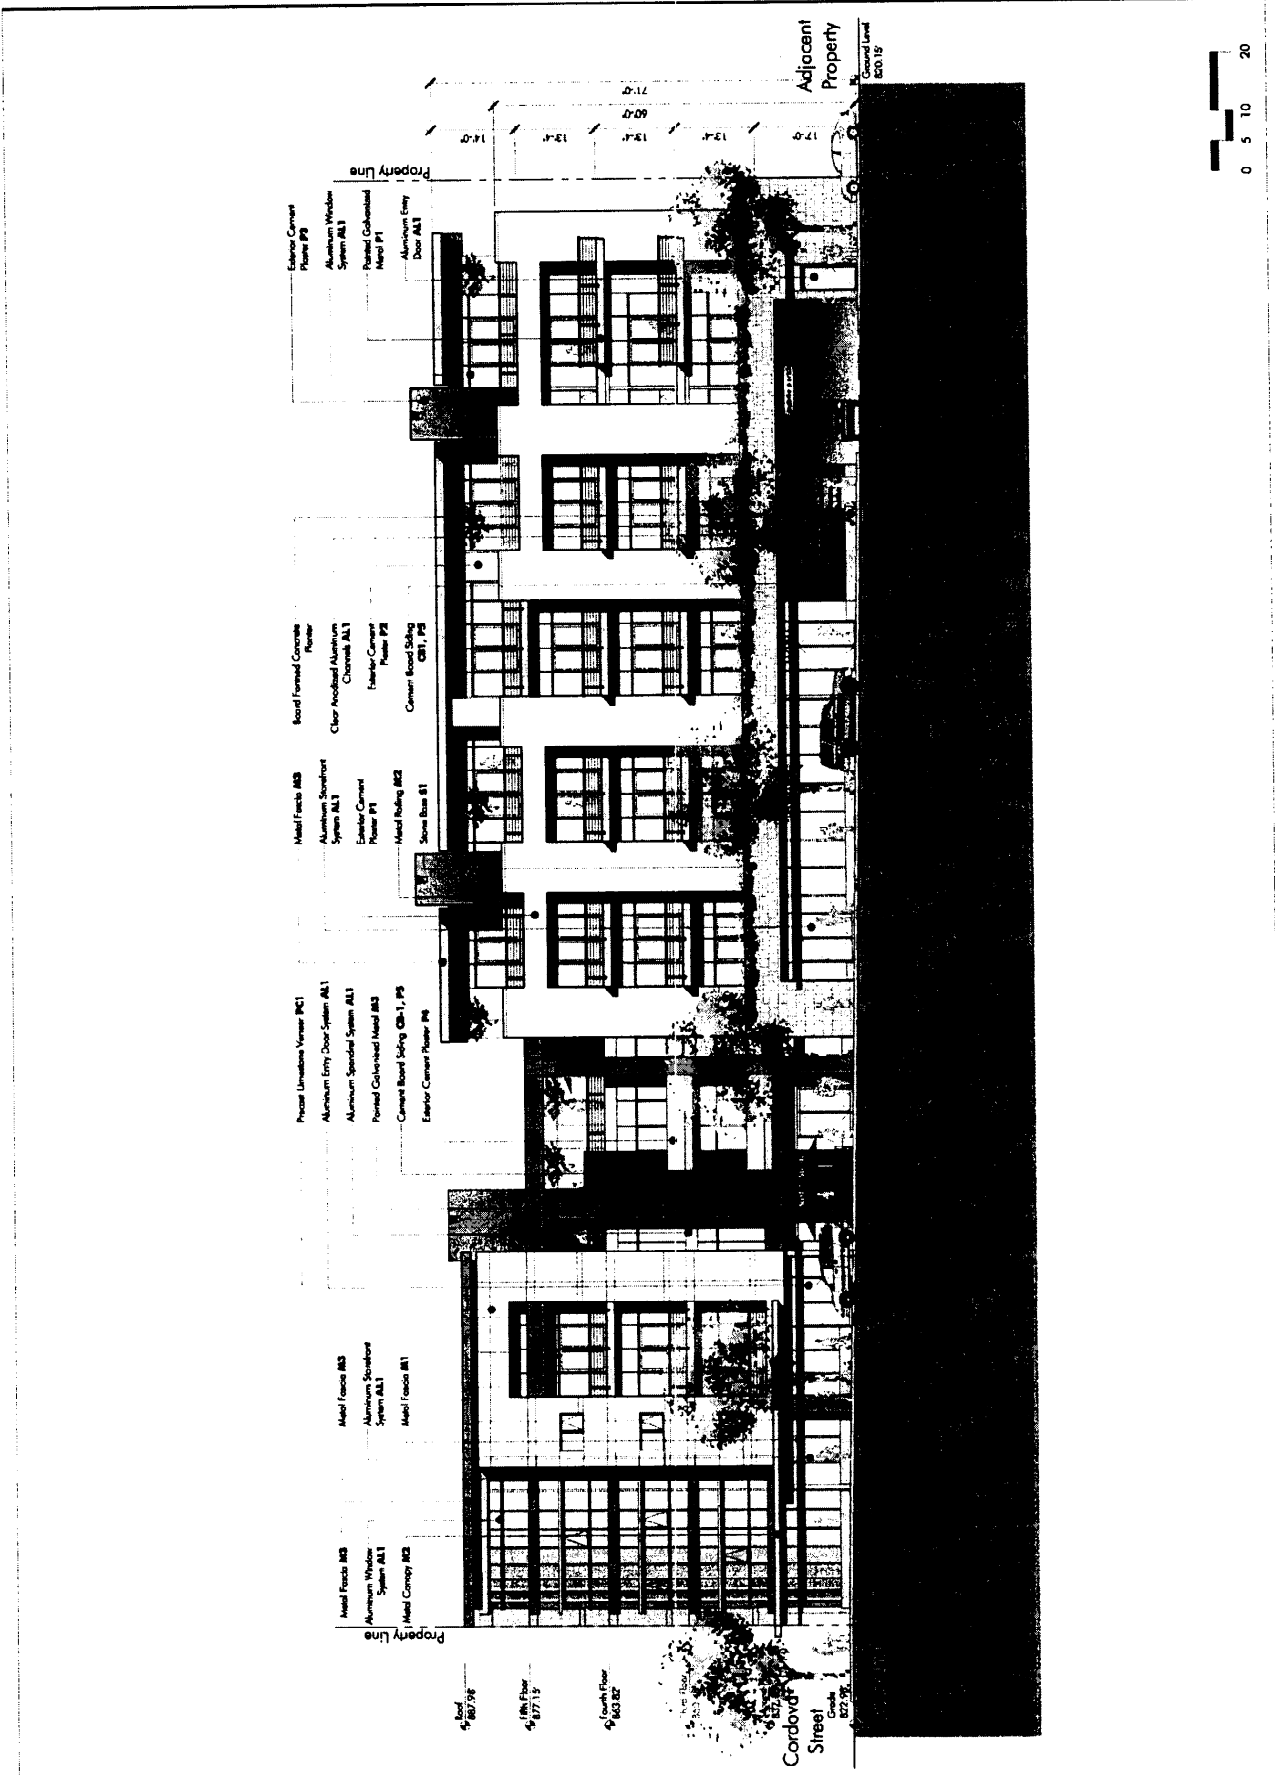 Metal Fascia M3
Aluminum Window
System AL1
Metal Canopy M2
Metal Fascia M3
Aluminum Storefront
System AL1
Metal Fascia M1
Precast Limestone Veneer PC1
Aluminum Entry Door System AL1
Aluminum Spandrel System AL1
Painted Galvanized Metal M3
Cement Board Siding CB-1, P5
Exterior Cement Plaster P4
Metal Fascia M3
Aluminum Storefront
System AL1
Exterior Cement
Plaster P1
Metal Railing M2
Stone Base S1
Board Formed Concrete
Planter
Clear Anodized Aluminum
Channels AL1
Exterior Cement
Plaster P2
Cement Board Siding
CB1, P5
Exterior Cement
Plaster P3
Aluminum Window
System AL1
Painted Galvanized
Metal P1
Aluminum Entry
Door AL1
Property Line
Property Line
Roof
887.98'
Fifth Floor
877.15'
Fourth Floor
863.82'
Cordova
Street
Grade
14'-0"
13'-4"
13'-4"
13'-4"
17'-0"
60'-0"
71'-0"
Adjacent
Property
Ground Level
820.15'
0 5 10 20